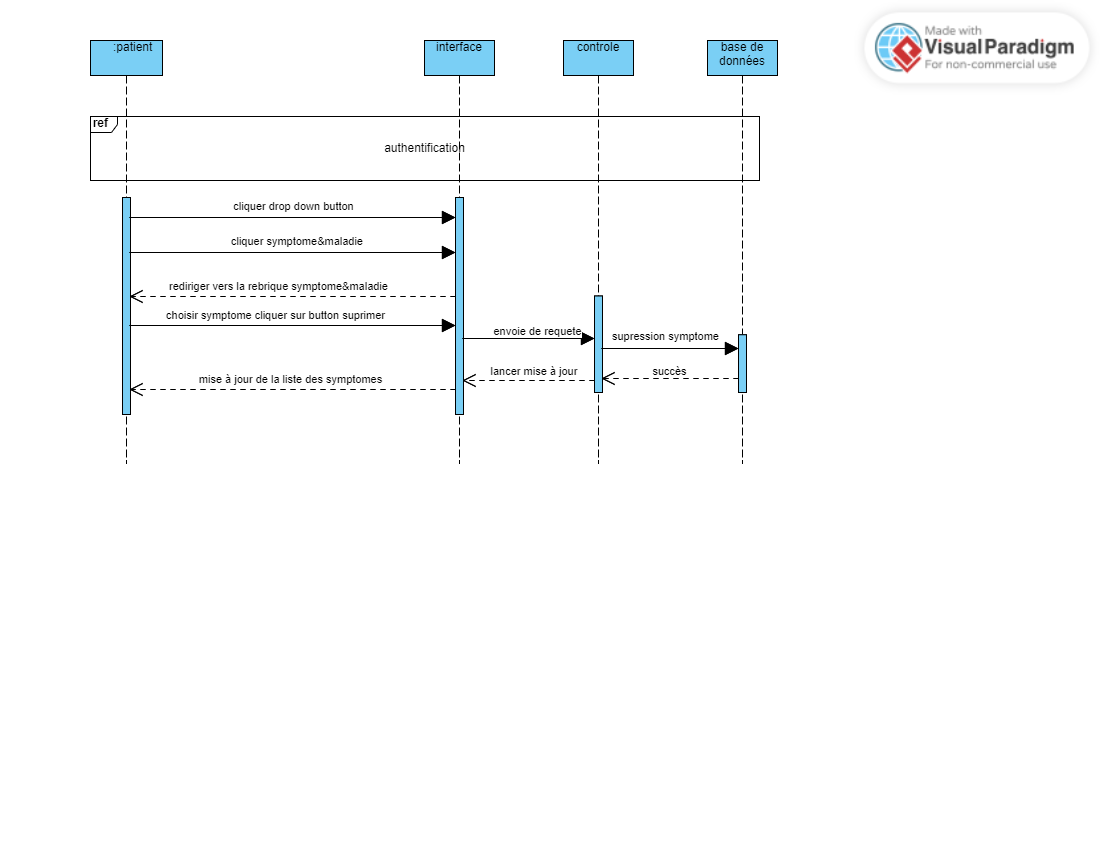 Made with
Visual Paradigm
For non-commercial use
:patient
interface
controle
base de
données
ref
authentification
cliquer drop down button
cliquer symptome&maladie
rediriger vers la rebrique symptome&maladie
choisir symptome cliquer sur button suprimer
envoie de requete
supression symptome
lancer mise à jour
succès
mise à jour de la liste des symptomes